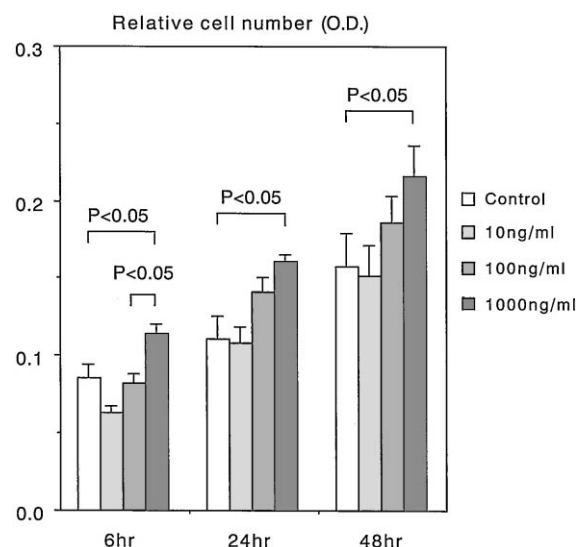 Relative cell number (O.D.)
0.3
P<0.05
0.2
P<0.05
P<0.05
P<0.05
0.1
0.0
6hr 24hr 48hr
Control
10ng/ml
100ng/ml
1000ng/ml